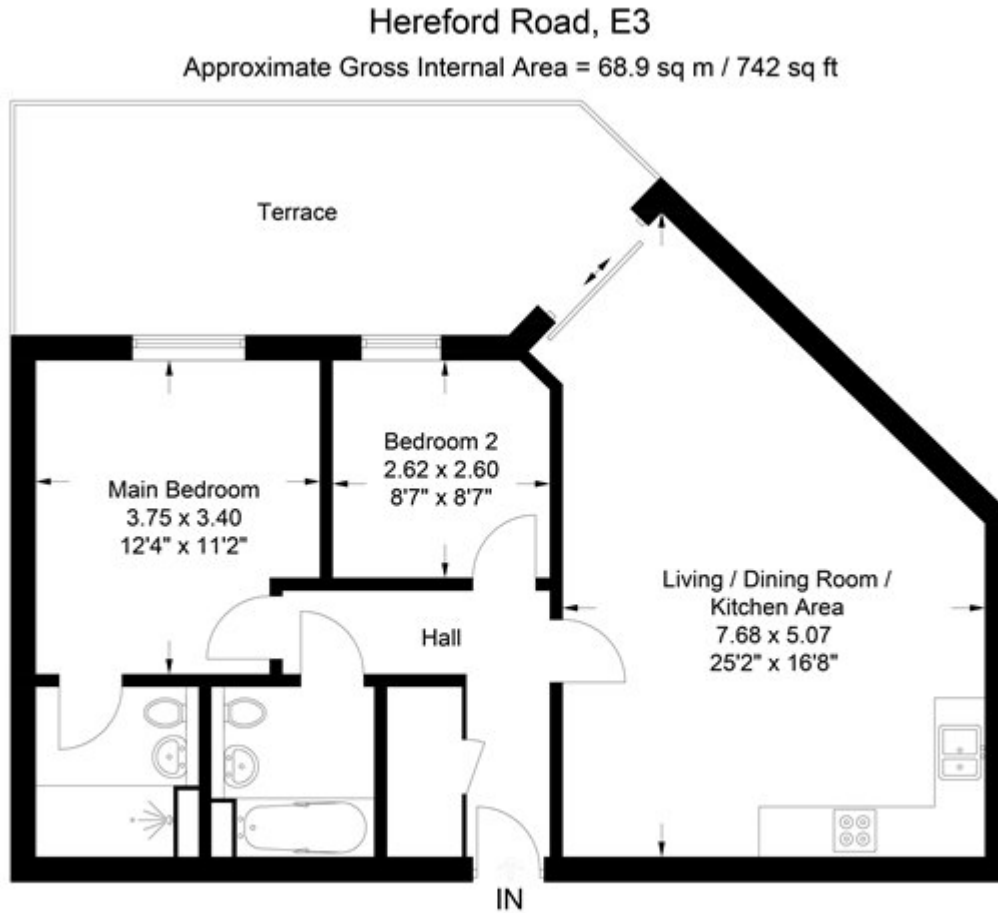 Hereford Road, E3
Approximate Gross Internal Area = 68.9 sq m / 742 sq ft
Terrace
Main Bedroom
3.75 x 3.40
12'4" x 11'2"
Bedroom 2
2.62 x 2.60
8'7" x 8'7"
Hall
Living / Dining Room /
Kitchen Area
7.68 x 5.07
25'2" x 16'8"
IN